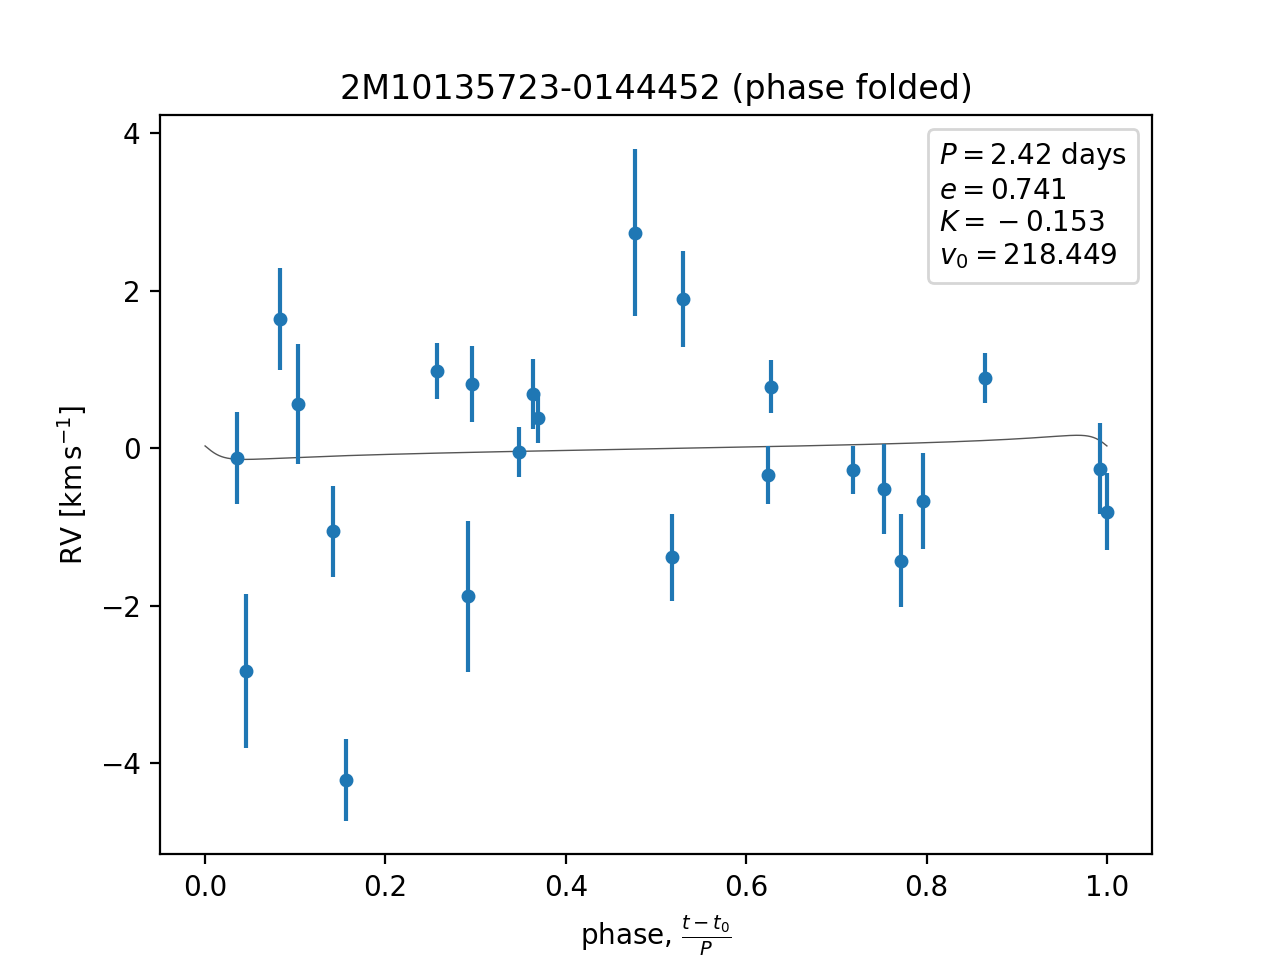 2M10135723-0144452 (phase folded)
P = 2.42 days
e = 0.741
K = −0.153
v₀ = 218.449
4
2
0
−2
−4
RV [km s⁻¹]
0.0 0.2 0.4 0.6 0.8 1.0
phase, (t − t₀)/P